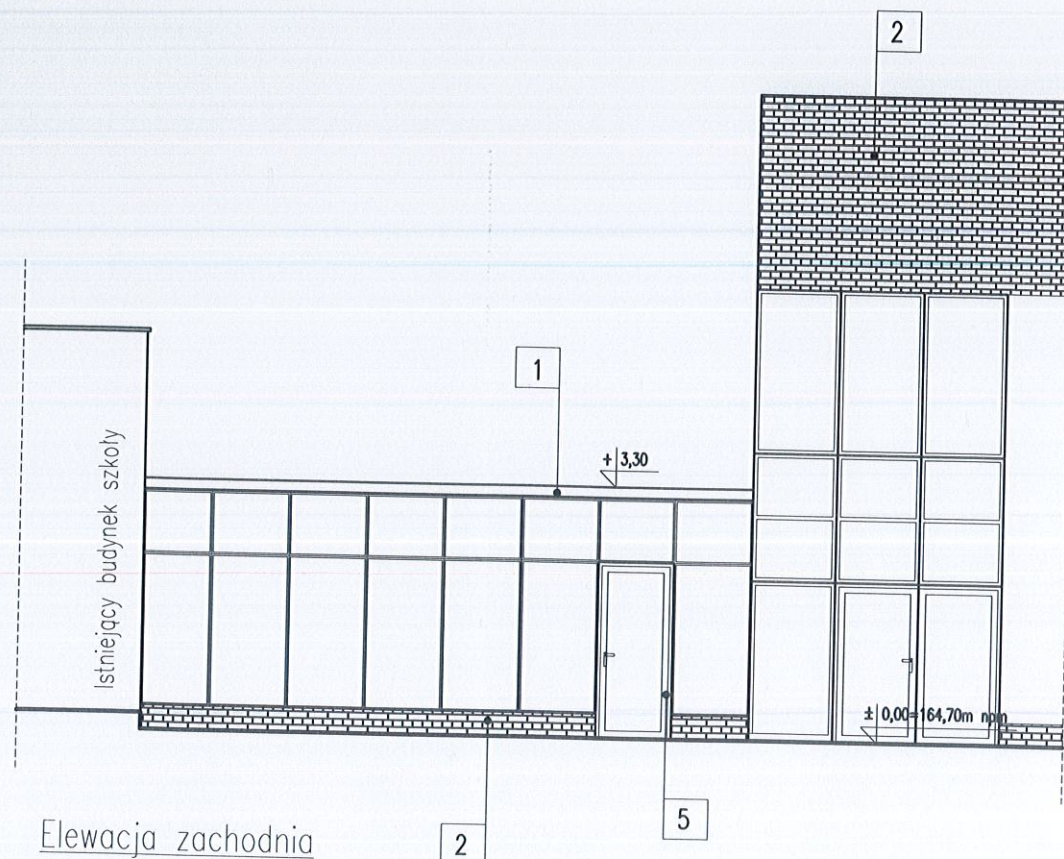 2
1
+ 3,30
Istniejący budynek szkoły
± 0,00=164,70m npm
5
2
Elewacja zachodnia